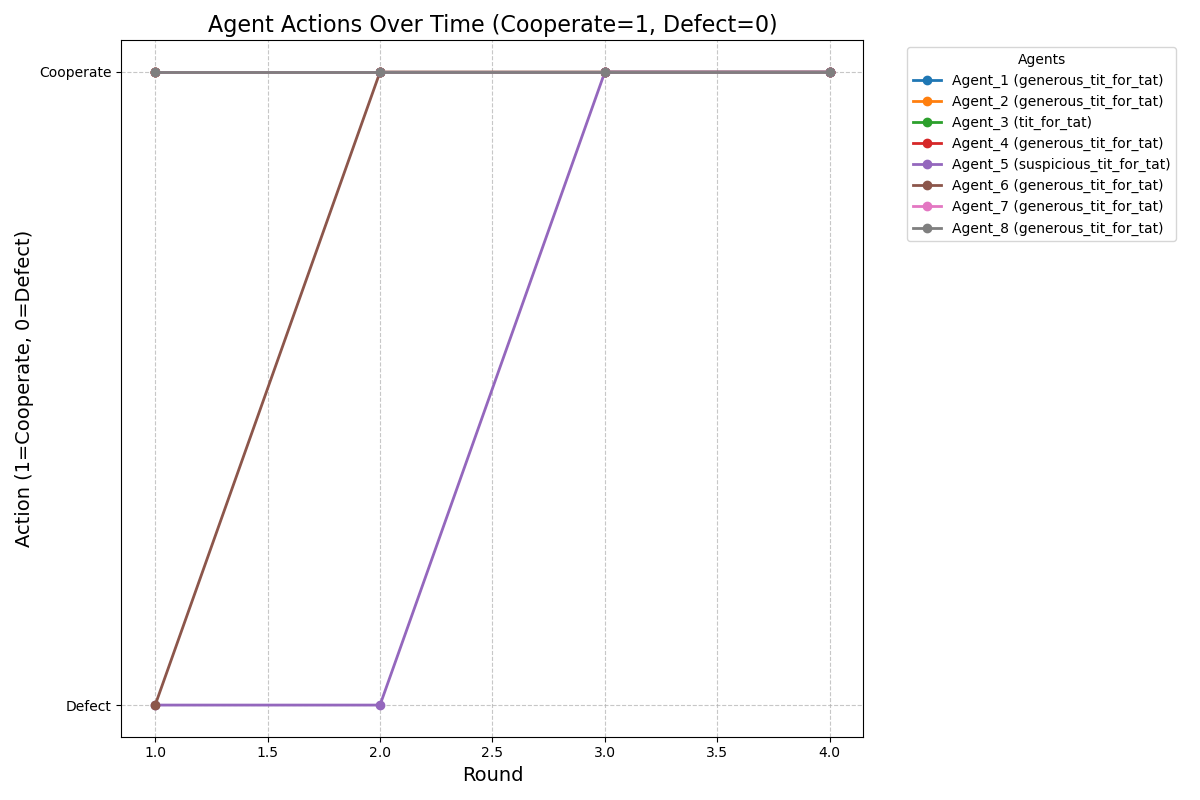 Agent Actions Over Time (Cooperate=1, Defect=0)
Cooperate
Defect
Action (1=Cooperate, 0=Defect)
1.0 1.5 2.0 2.5 3.0 3.5 4.0
Round
Agents
Agent_1 (generous_tit_for_tat)
Agent_2 (generous_tit_for_tat)
Agent_3 (tit_for_tat)
Agent_4 (generous_tit_for_tat)
Agent_5 (suspicious_tit_for_tat)
Agent_6 (generous_tit_for_tat)
Agent_7 (generous_tit_for_tat)
Agent_8 (generous_tit_for_tat)